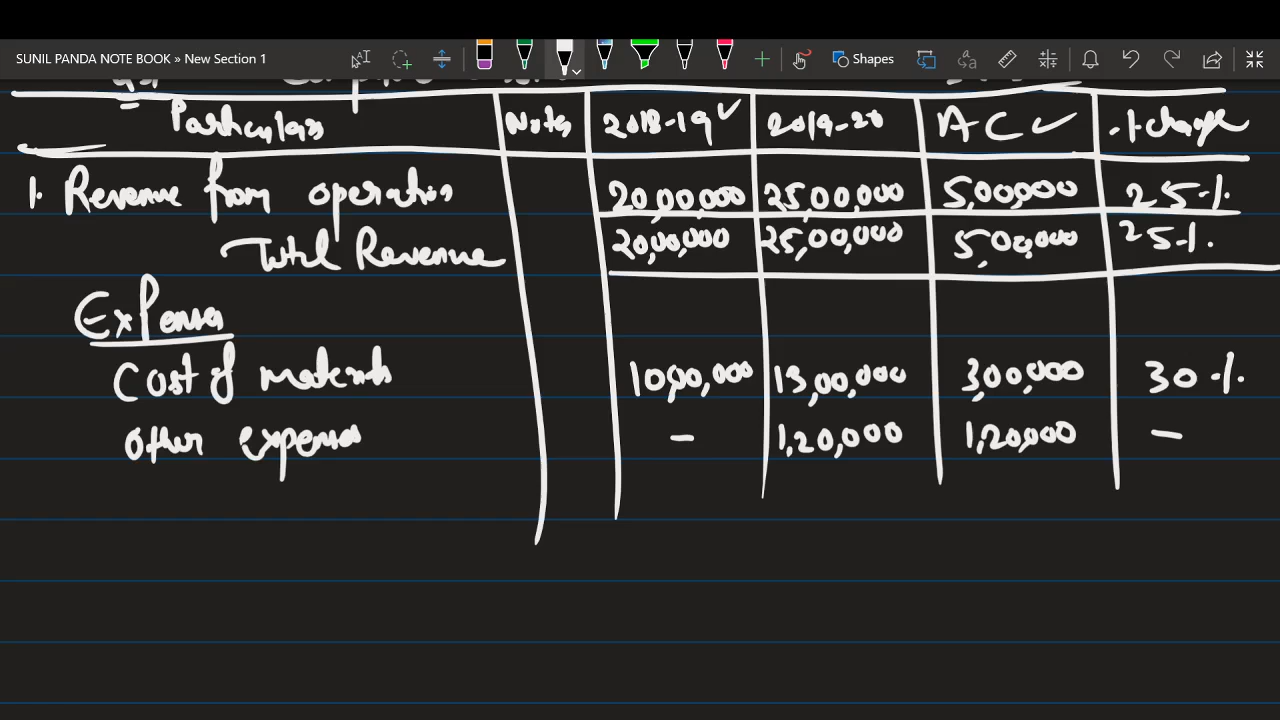 SUNIL PANDA NOTE BOOK » New Section 1 Shapes
Particulars Notes 2018-19 2019-20 AC % change
1. Revenue from operation 20,00,000 25,00,000 5,00,000 25%
Total Revenue 20,00,000 25,00,000 5,00,000 25%.
Expenses
Cost of materials 10,00,000 13,00,000 3,00,000 30%.
Other expenses - 1,20,000 1,20,000 -